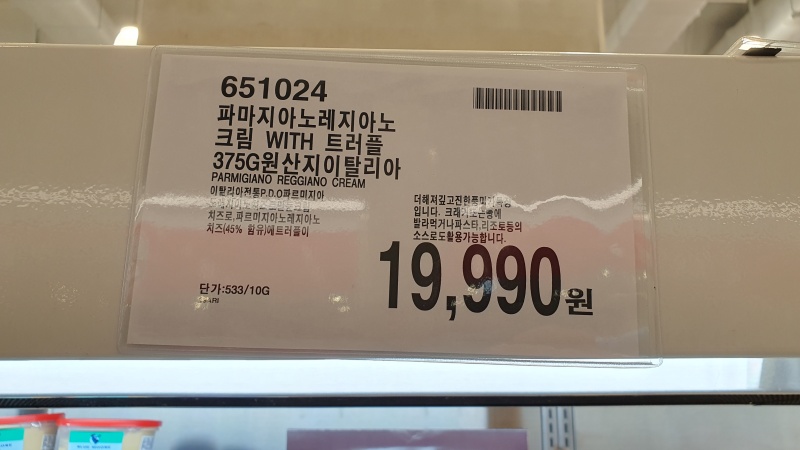 651024
파마지아노레지아노
크림 WITH 트러플
375G원산지이탈리아
PARMIGIANO REGGIANO CREAM
이탈리아전통P.D.O파르미지아
치즈로,파르미지아노레지아노
치즈(45% 함유)에트러플이
더해져깊고진한풍미가특징
입니다. 크래커또는빵에
발라먹거나파스타,리조또등의
소스로도활용가능합니다.
19,990원
단가:533/10G